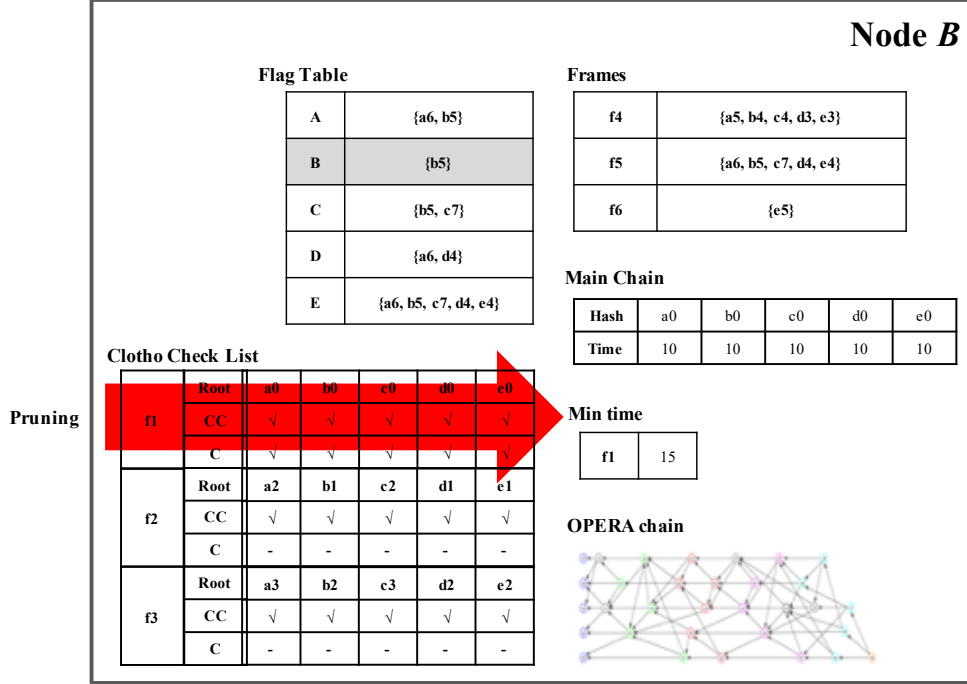 Node B
Flag Table
A {a6, b5}
B {b5}
C {b5, c7}
D {a6, d4}
E {a6, b5, c7, d4, e4}
Frames
f4 {a5, b4, c4, d3, e3}
f5 {a6, b5, c7, d4, e4}
f6 {e5}
Main Chain
Hash a0 b0 c0 d0 e0
Time 10 10 10 10 10
Clotho Check List
Pruning
f1
Root a0 b0 c0 d0 e0
CC √ √ √ √ √
C √ √ √ √ √
f2
Root a2 b1 c2 d1 e1
CC √ √ √ √ √
C - - - - -
f3
Root a3 b2 c3 d2 e2
CC √ √ √ √ √
C - - - - -
Min time
f1 15
OPERA chain